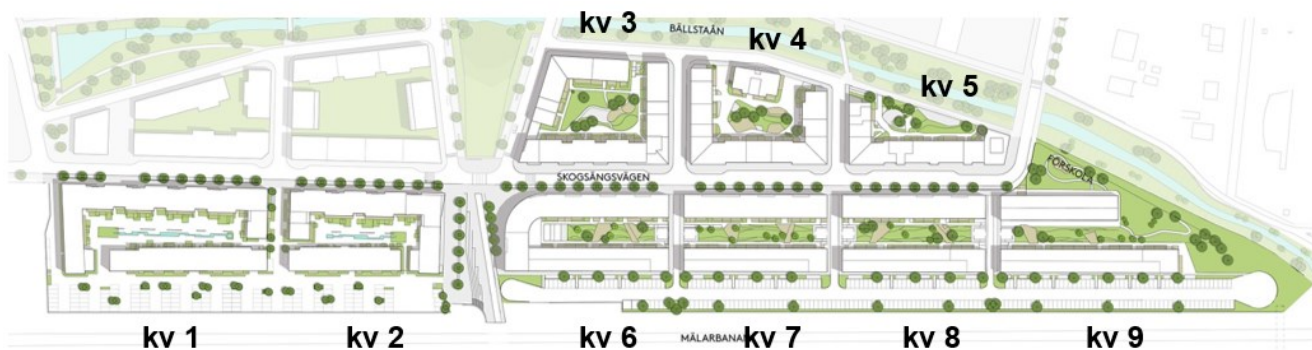 kv 3
BÄLLSTAÅN
kv 4
kv 5
FÖRSKOLA
SKOGSÄNGSVÄGEN
MÄLARBANAN
kv 1
kv 2
kv 6
kv 7
kv 8
kv 9